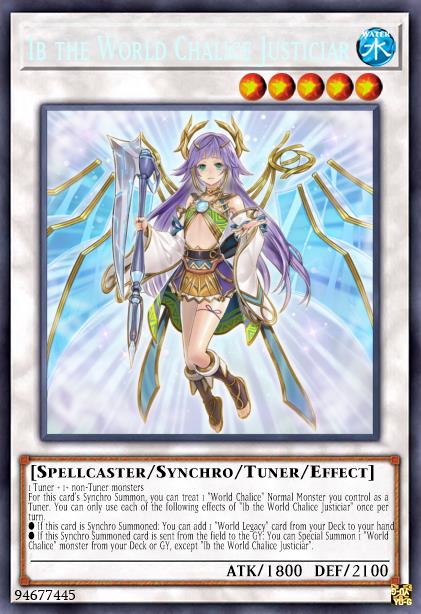 Ib the World Chalice Justiciar
WATER
水
[Spellcaster/Synchro/Tuner/Effect]
1 Tuner + 1+ non-Tuner monsters
For this card's Synchro Summon, you can treat 1 "World Chalice" Normal Monster you control as a
Tuner. You can only use each of the following effects of "Ib the World Chalice Justiciar" once per
turn.
● If this card is Synchro Summoned: You can add 1 "World Legacy" card from your Deck to your hand
● If this Synchro Summoned card is sent from the field to the GY: You can Special Summon 1 "World
Chalice" monster from your Deck or GY, except "Ib the World Chalice Justiciar".
ATK/1800 DEF/2100
94677445